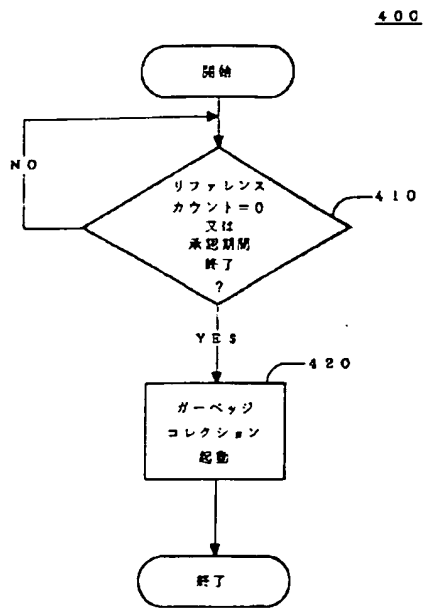 ４００
開始
ＮＯ
リファレンス
カウント＝０
又は
承認期間
終了
？
４１０
ＹＥＳ
４２０
ガーベッジ
コレクション
起動
終了